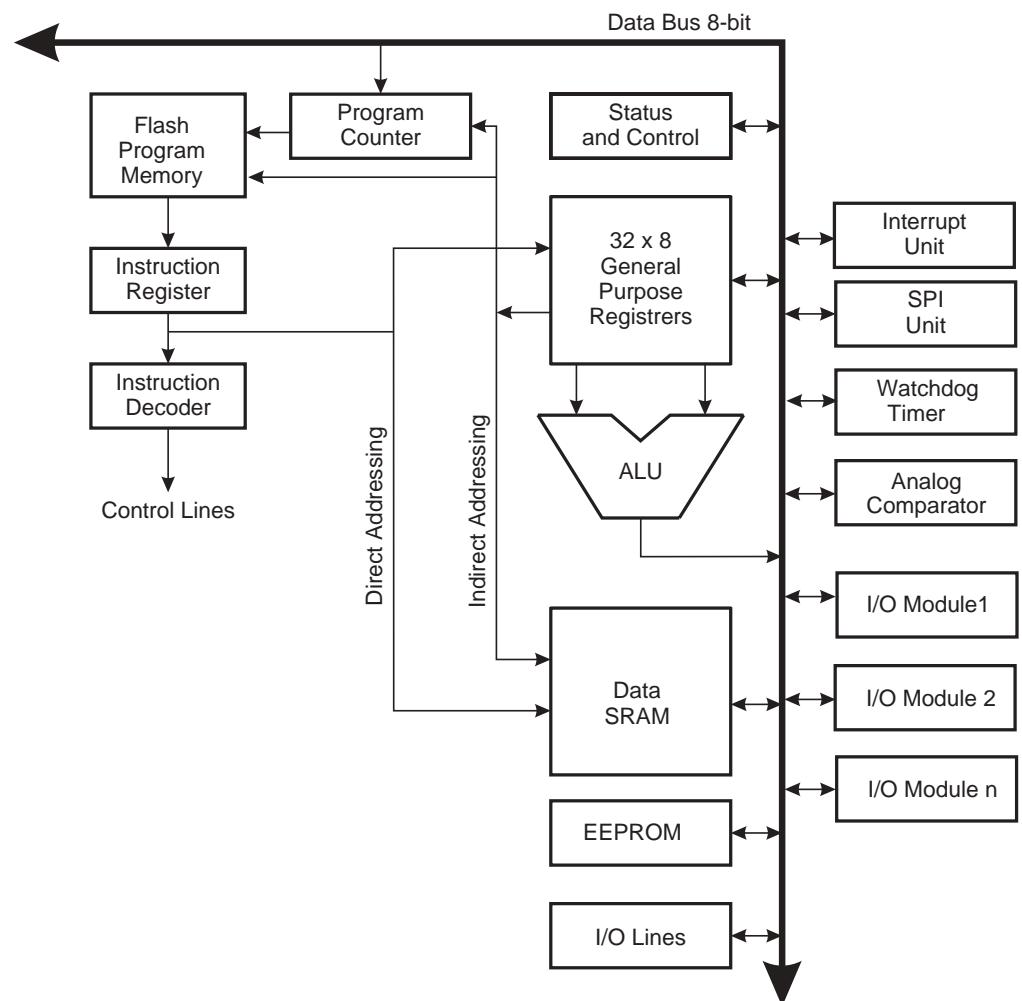 Data Bus 8-bit
Flash
Program
Memory
Program
Counter
Status
and Control
32 x 8
General
Purpose
Registrers
Interrupt
Unit
Instruction
Register
SPI
Unit
Instruction
Decoder
Watchdog
Timer
ALU
Analog
Comparator
Control Lines
Direct Addressing
Indirect Addressing
I/O Module1
Data
SRAM
I/O Module 2
I/O Module n
EEPROM
I/O Lines